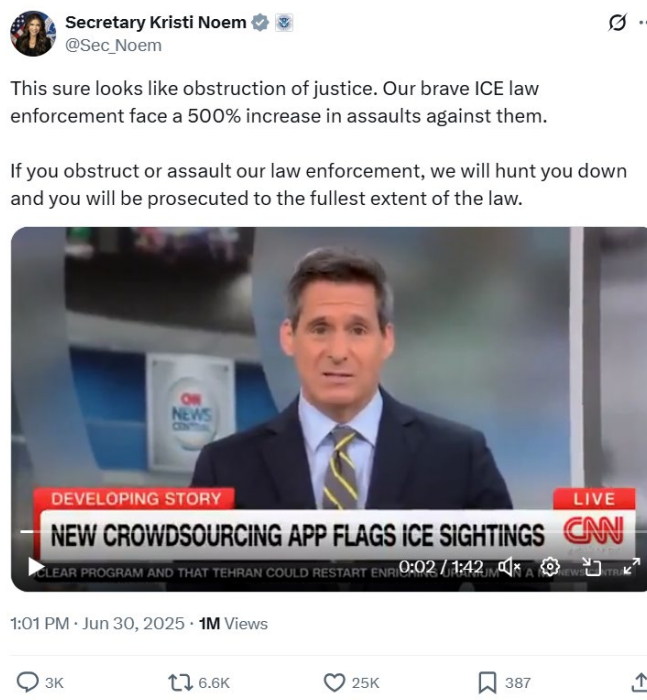 Secretary Kristi Noem
@Sec_Noem
This sure looks like obstruction of justice. Our brave ICE law
enforcement face a 500% increase in assaults against them.
If you obstruct or assault our law enforcement, we will hunt you down
and you will be prosecuted to the fullest extent of the law.
CNN
NEWS
CENTRAL
DEVELOPING STORY
LIVE
NEW CROWDSOURCING APP FLAGS ICE SIGHTINGS
CNN
CLEAR PROGRAM AND THAT TEHRAN COULD RESTART
0:02 / 1:42
1:01 PM · Jun 30, 2025 · 1M Views
3K 6.6K 25K 387